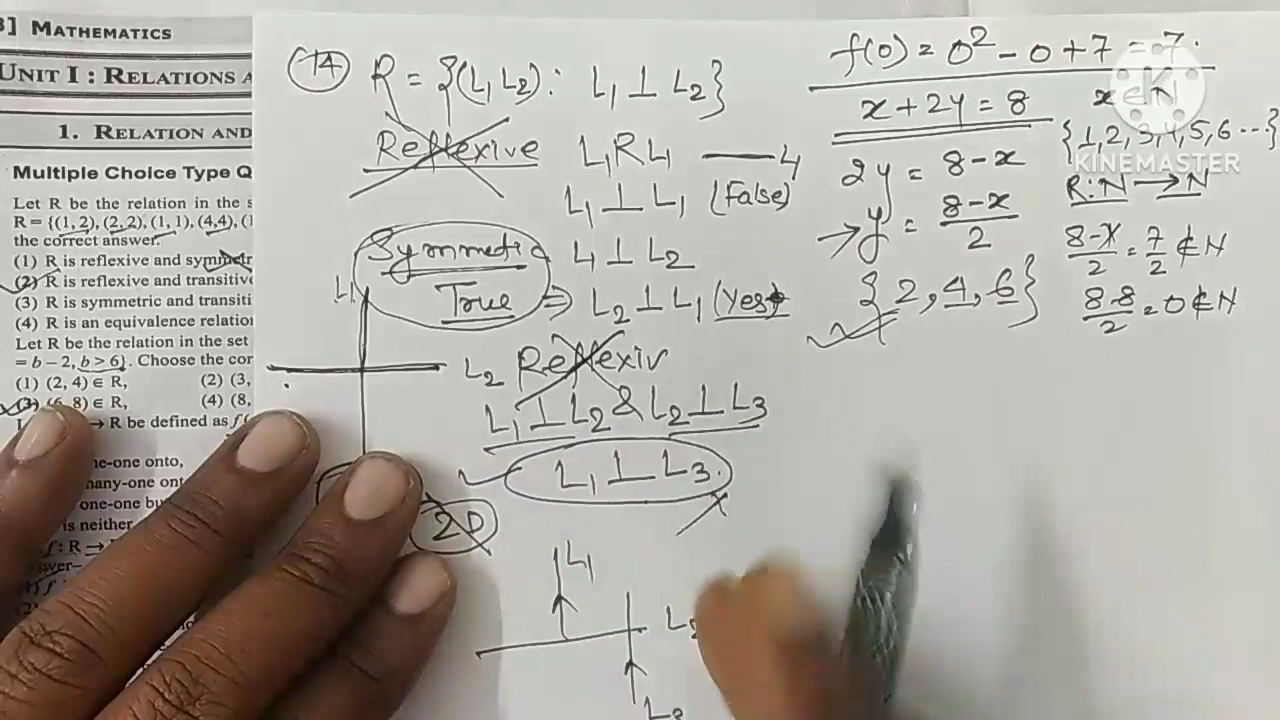 3] MATHEMATICS
UNIT I : RELATIONS A
1. RELATION AND
Multiple Choice Type Q
Let R be the relation in the s
R = {(1, 2), (2, 2), (1, 1), (4,4), (1
the correct answer.
(1) R is reflexive and symmetr
(2) R is reflexive and transitive
(3) R is symmetric and transiti
(4) R is an equivalence relatio
Let R be the relation in the set
= b – 2, b > 6}. Choose the cor
(1) (2, 4) ∈ R, (2) (3,
(3) (6, 8) ∈ R, (4) (8,
→ R be defined as f(
ne-one onto,
many-one ont
one-one bu
is neither
f : R →
wer–
14 R = {(L₁ L₂) : L₁ ⊥ L₂}
Reflexive L₁RL₁ — L₁
L₁ ⊥ L₁ (False)
Symmetric L₁ ⊥ L₂
True ⇒ L₂ ⊥ L₁ (Yes)
L₁
L₂ Reflexiv
L₁ ⊥ L₂ & L₂ ⊥ L₃
L₁ ⊥ L₃.
2D
L₁
L₂
L₃
f(0) = 0² – 0 + 7 = 7.
x + 2y = 8 x ∈ N
{1, 2, 3, 4, 5, 6 ...}
KINEMASTER
2y = 8 – x R : N → N
y = 8–x/2 8–x/2 = 7/2 ∉ N
{2, 4, 6} 8-8/2 = 0 ∉ N